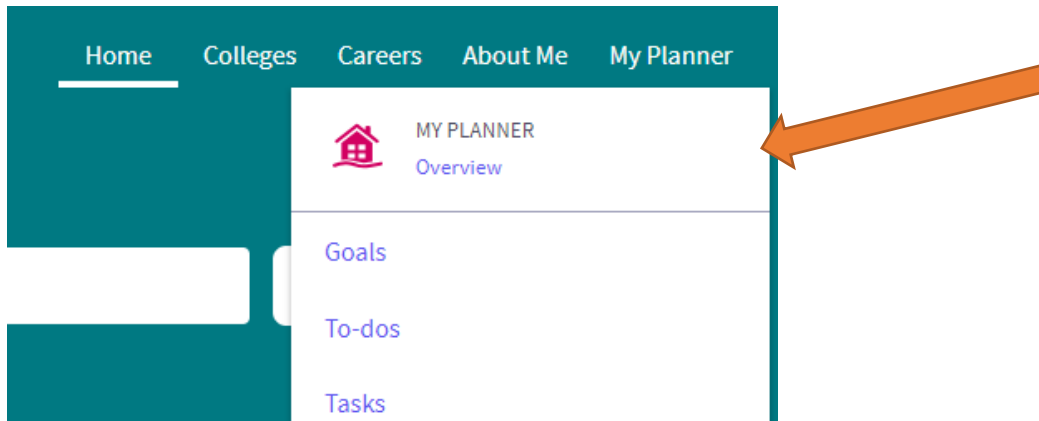 Home Colleges Careers About Me My Planner
MY PLANNER
Overview
Goals
To-dos
Tasks